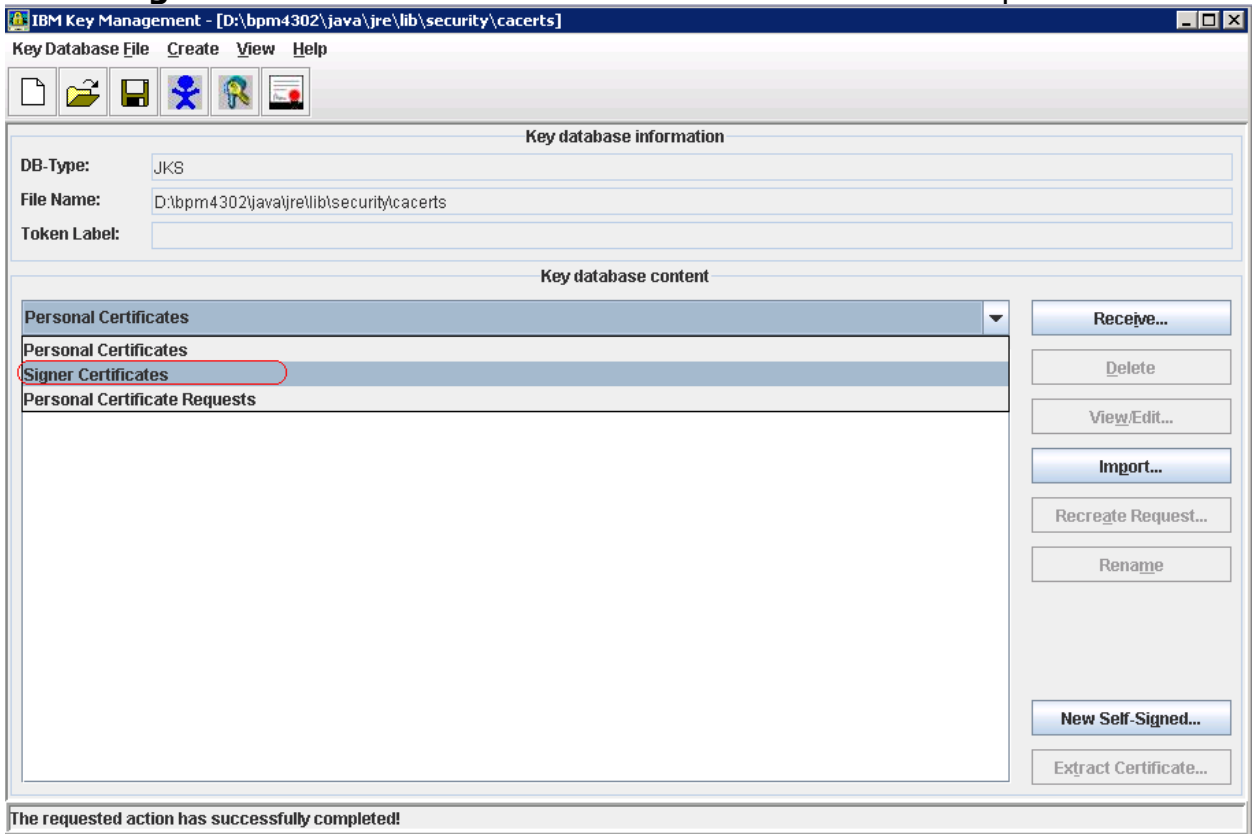 IBM Key Management - [D:\bpm4302\java\jre\lib\security\cacerts]
Key Database File Create View Help
Key database information
DB-Type: JKS
File Name: D:\bpm4302\java\jre\lib\security\cacerts
Token Label:
Key database content
Personal Certificates
Receive...
Personal Certificates
Signer Certificates
Delete
Personal Certificate Requests
View/Edit...
Import...
Recreate Request...
Rename
New Self-Signed...
Extract Certificate...
The requested action has successfully completed!